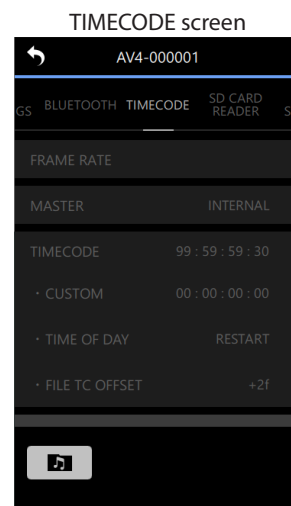 TIMECODE screen
AV4-000001
GS BLUETOOTH TIMECODE SD CARD READER S
FRAME RATE
MASTER INTERNAL
TIMECODE 99 : 59 : 59 : 30
· CUSTOM 00 : 00 : 00 : 00
· TIME OF DAY RESTART
· FILE TC OFFSET +2f